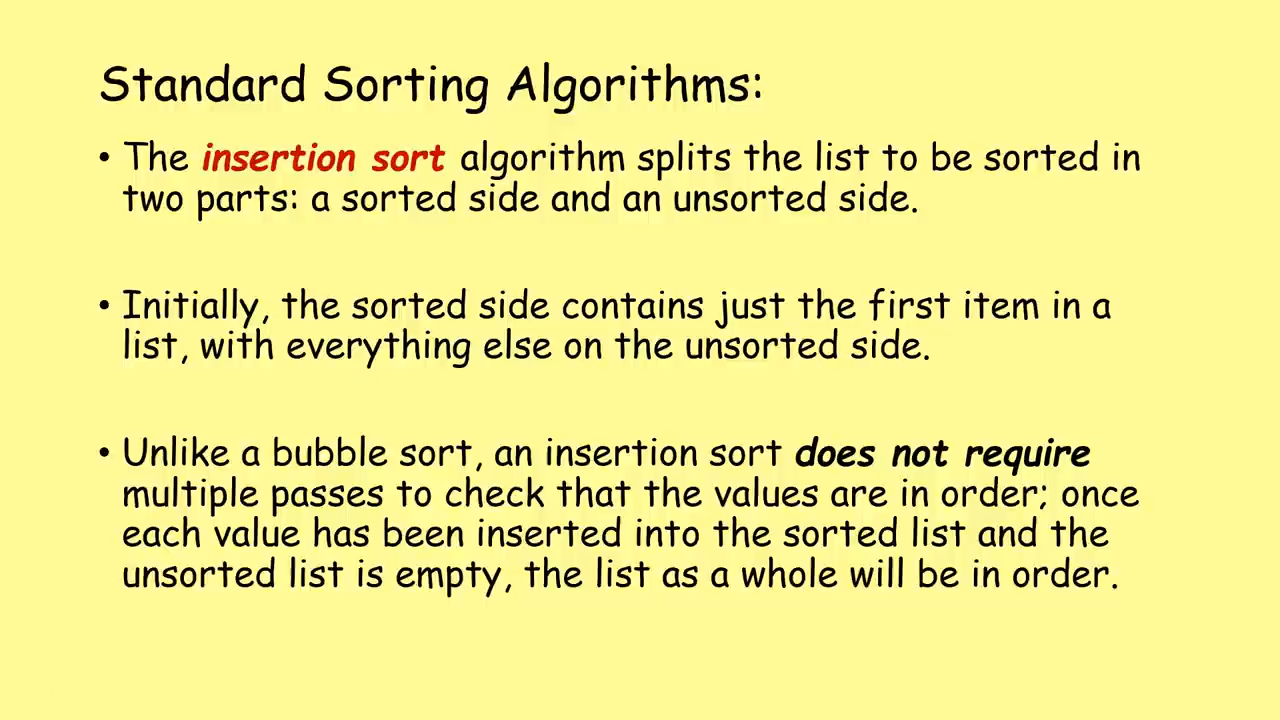 Standard Sorting Algorithms:
• The insertion sort algorithm splits the list to be sorted in
two parts: a sorted side and an unsorted side.
• Initially, the sorted side contains just the first item in a
list, with everything else on the unsorted side.
• Unlike a bubble sort, an insertion sort does not require
multiple passes to check that the values are in order; once
each value has been inserted into the sorted list and the
unsorted list is empty, the list as a whole will be in order.